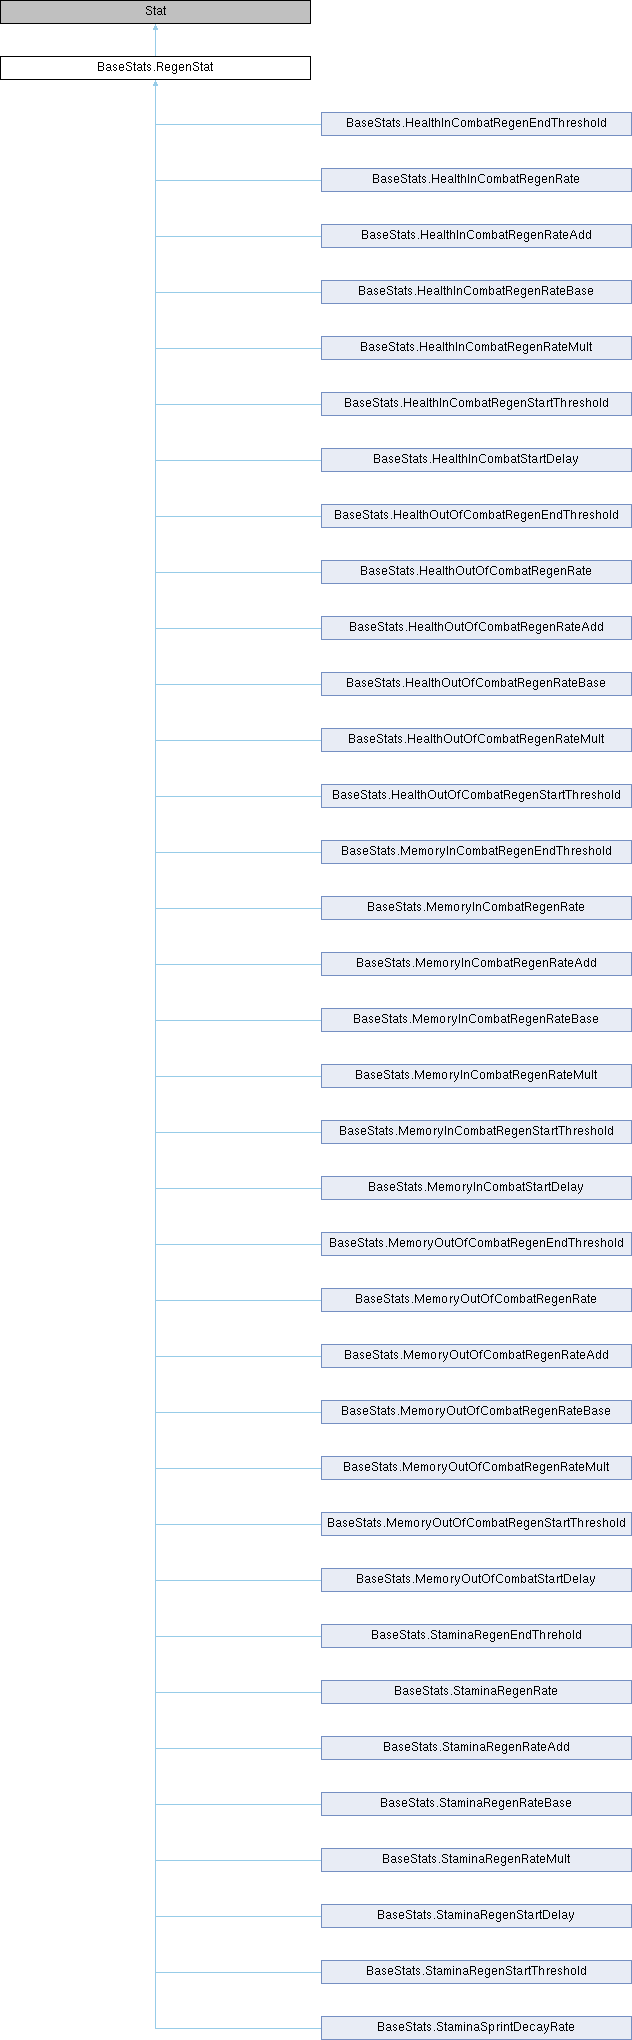 Stat
BaseStats.RegenStat
BaseStats.HealthInCombatRegenEndThreshold
BaseStats.HealthInCombatRegenRate
BaseStats.HealthInCombatRegenRateAdd
BaseStats.HealthInCombatRegenRateBase
BaseStats.HealthInCombatRegenRateMult
BaseStats.HealthInCombatRegenStartThreshold
BaseStats.HealthInCombatStartDelay
BaseStats.HealthOutOfCombatRegenEndThreshold
BaseStats.HealthOutOfCombatRegenRate
BaseStats.HealthOutOfCombatRegenRateAdd
BaseStats.HealthOutOfCombatRegenRateBase
BaseStats.HealthOutOfCombatRegenRateMult
BaseStats.HealthOutOfCombatRegenStartThreshold
BaseStats.MemoryInCombatRegenEndThreshold
BaseStats.MemoryInCombatRegenRate
BaseStats.MemoryInCombatRegenRateAdd
BaseStats.MemoryInCombatRegenRateBase
BaseStats.MemoryInCombatRegenRateMult
BaseStats.MemoryInCombatRegenStartThreshold
BaseStats.MemoryInCombatStartDelay
BaseStats.MemoryOutOfCombatRegenEndThreshold
BaseStats.MemoryOutOfCombatRegenRate
BaseStats.MemoryOutOfCombatRegenRateAdd
BaseStats.MemoryOutOfCombatRegenRateBase
BaseStats.MemoryOutOfCombatRegenRateMult
BaseStats.MemoryOutOfCombatRegenStartThreshold
BaseStats.MemoryOutOfCombatStartDelay
BaseStats.StaminaRegenEndThrehold
BaseStats.StaminaRegenRate
BaseStats.StaminaRegenRateAdd
BaseStats.StaminaRegenRateBase
BaseStats.StaminaRegenRateMult
BaseStats.StaminaRegenStartDelay
BaseStats.StaminaRegenStartThreshold
BaseStats.StaminaSprintDecayRate